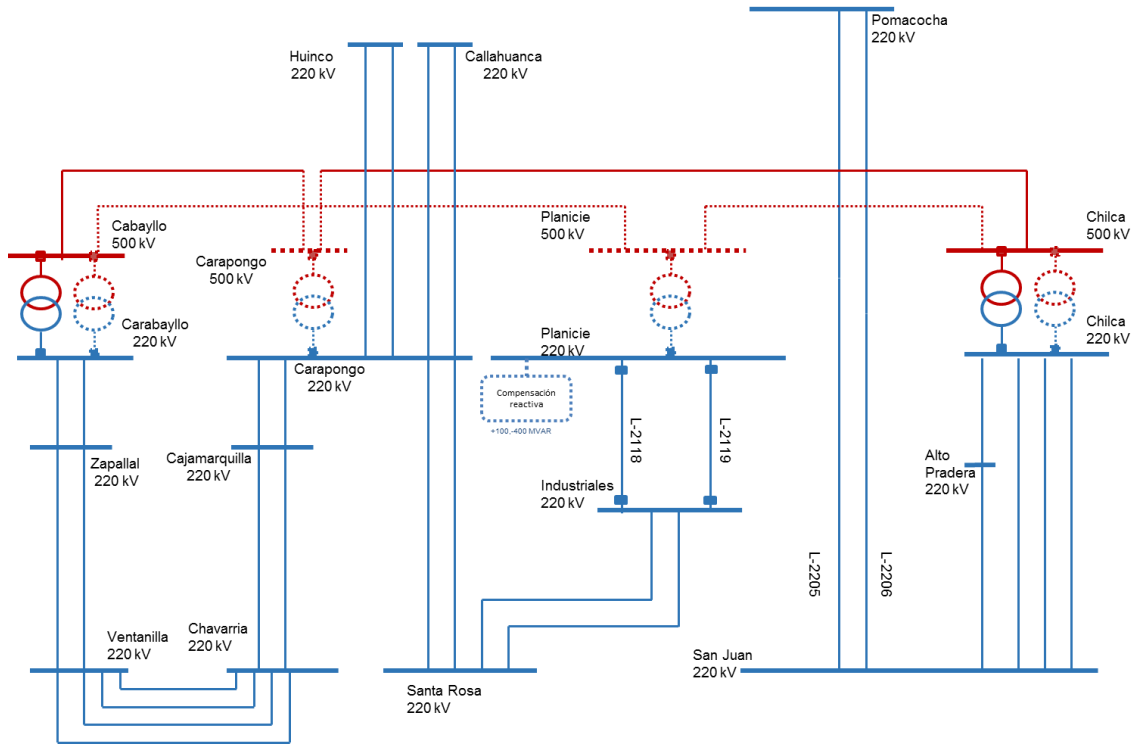 Pomacocha
220 kV
Huinco
220 kV
Callahuanca
220 kV
Cabayllo
500 kV
Carapongo
500 kV
Planicie
500 kV
Chilca
500 kV
Carabayllo
220 kV
Carapongo
220 kV
Planicie
220 kV
Chilca
220 kV
Compensación
reactiva
+100,-400 MVAR
L-2118
L-2119
Zapallal
220 kV
Cajamarquilla
220 kV
Industriales
220 kV
Alto
Pradera
220 kV
L-2205
L-2206
Ventanilla
220 kV
Chavarria
220 kV
Santa Rosa
220 kV
San Juan
220 kV